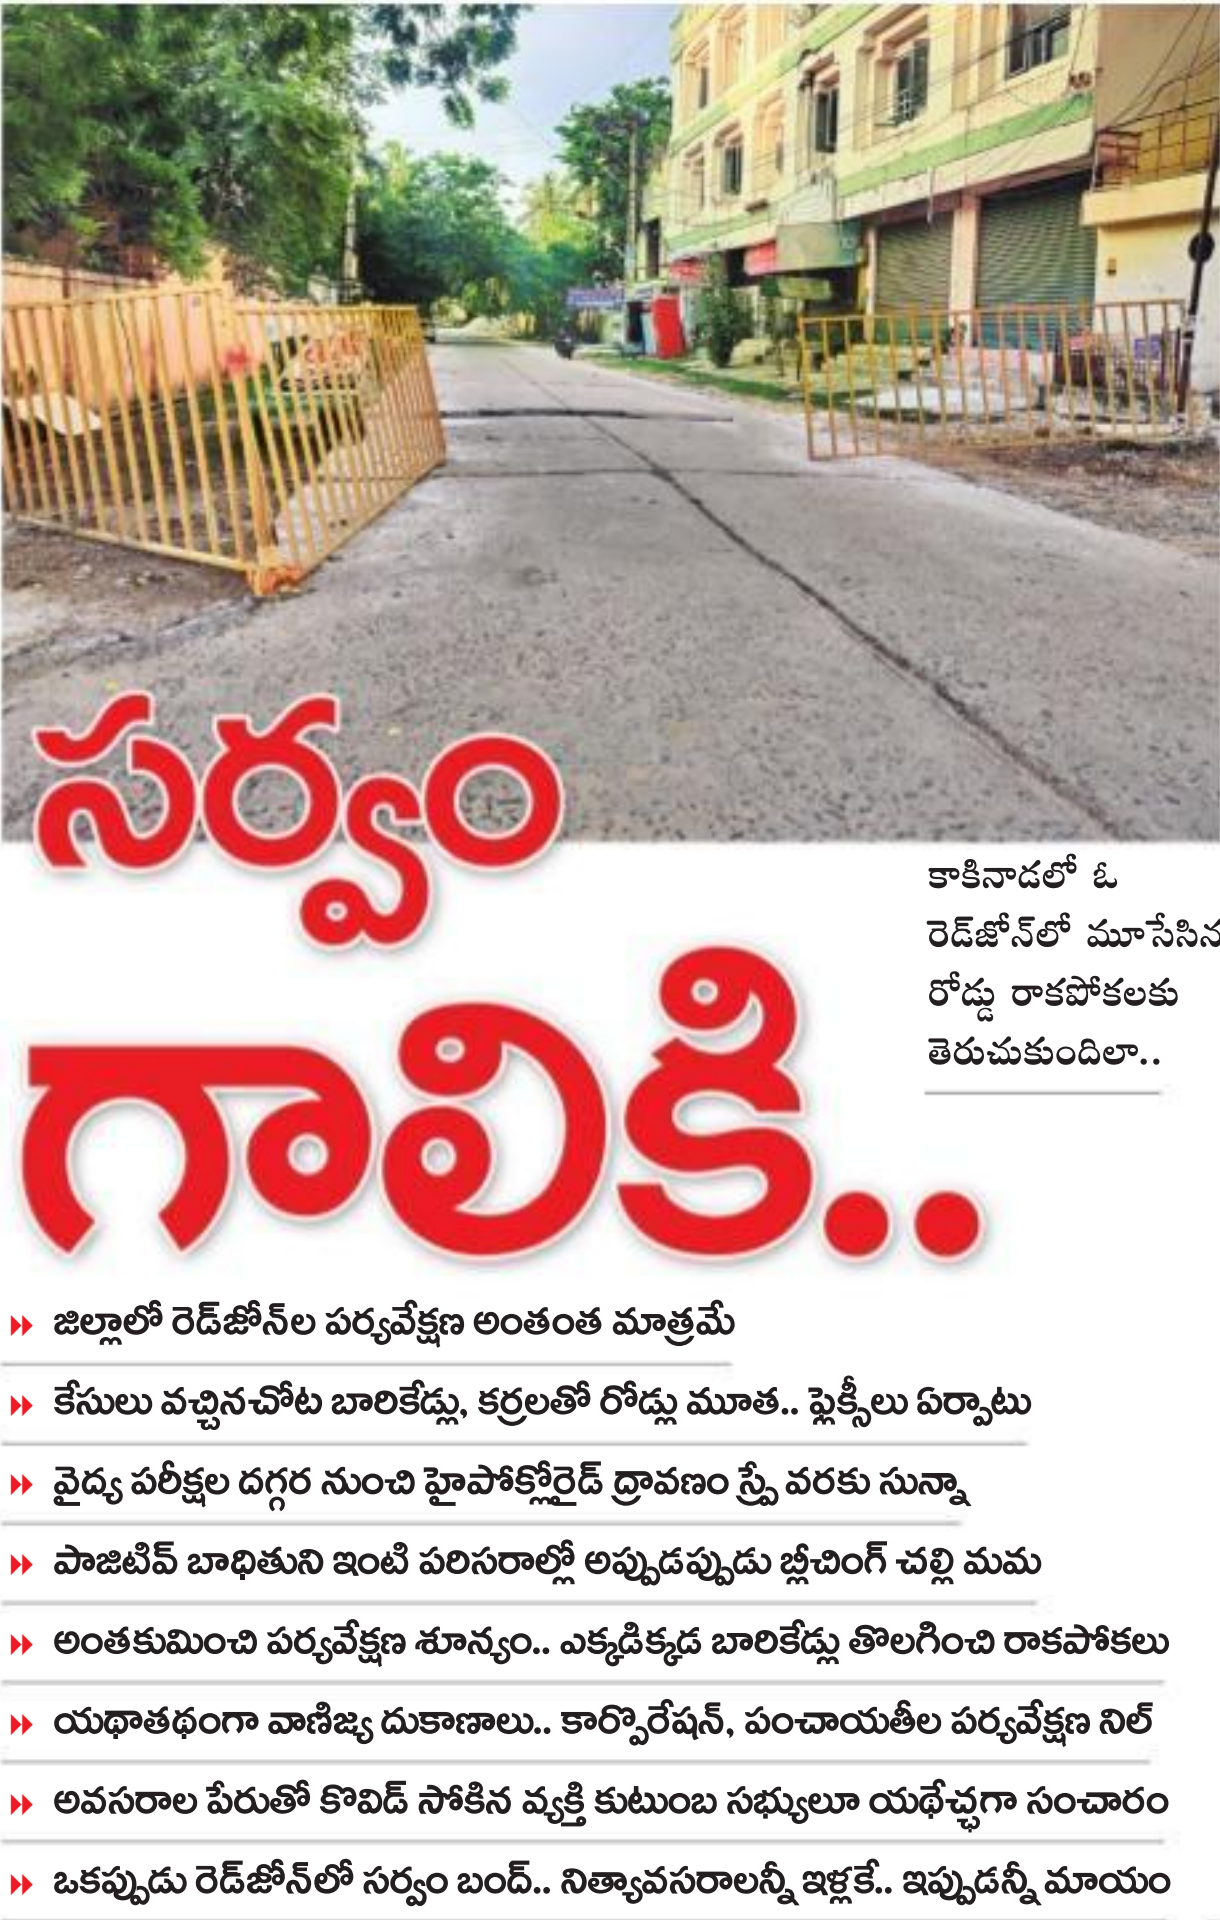 సర్వం
గాలికి..
కాకినాడలో ఓ
రెడ్‌జోన్‌లో మూసేసిన
రోడ్డు రాకపోకలకు
తెరుచుకుందిలా..
జిల్లాలో రెడ్‌జోన్‌ల పర్యవేక్షణ అంతంత మాత్రమే
కేసులు వచ్చినచోట బారికేడ్లు, కర్రలతో రోడ్లు మూత.. ఫ్లెక్సీలు ఏర్పాటు
వైద్య పరీక్షల దగ్గర నుంచి హైపోక్లోరైడ్ ద్రావణం స్ప్రే వరకు సున్నా
పాజిటివ్ బాధితుని ఇంటి పరిసరాల్లో అప్పుడప్పుడు బ్లీచింగ్ చల్లి మమ
అంతకుమించి పర్యవేక్షణ శూన్యం.. ఎక్కడిక్కడ బారికేడ్లు తొలగించి రాకపోకలు
యథాతథంగా వాణిజ్య దుకాణాలు.. కార్పొరేషన్, పంచాయతీల పర్యవేక్షణ నిల్
అవసరాల పేరుతో కొవిడ్ సోకిన వ్యక్తి కుటుంబ సభ్యులూ యథేచ్ఛగా సంచారం
ఒకప్పుడు రెడ్‌జోన్‌లో సర్వం బంద్.. నిత్యావసరాలన్నీ ఇళ్లకే.. ఇప్పుడన్నీ మాయం